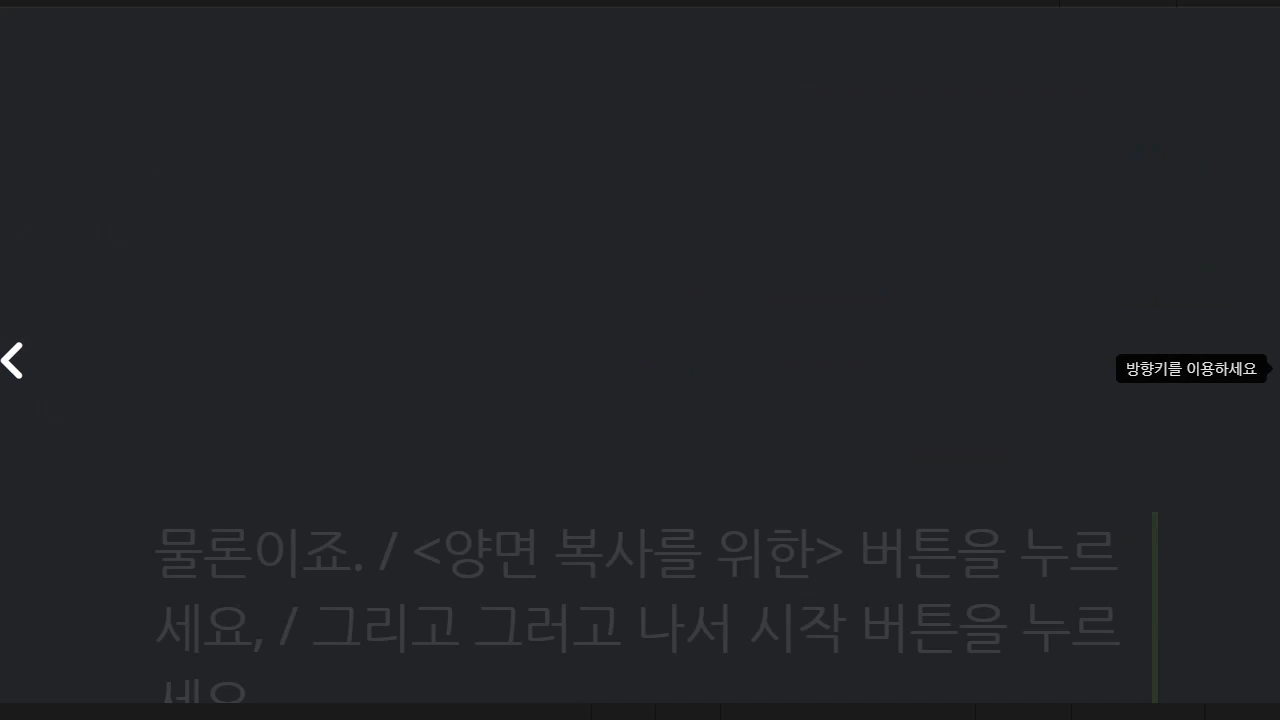 방향키를 이용하세요
물론이죠. / <양면 복사를 위한> 버튼을 누르
세요, / 그리고 그러고 나서 시작 버튼을 누르
세요